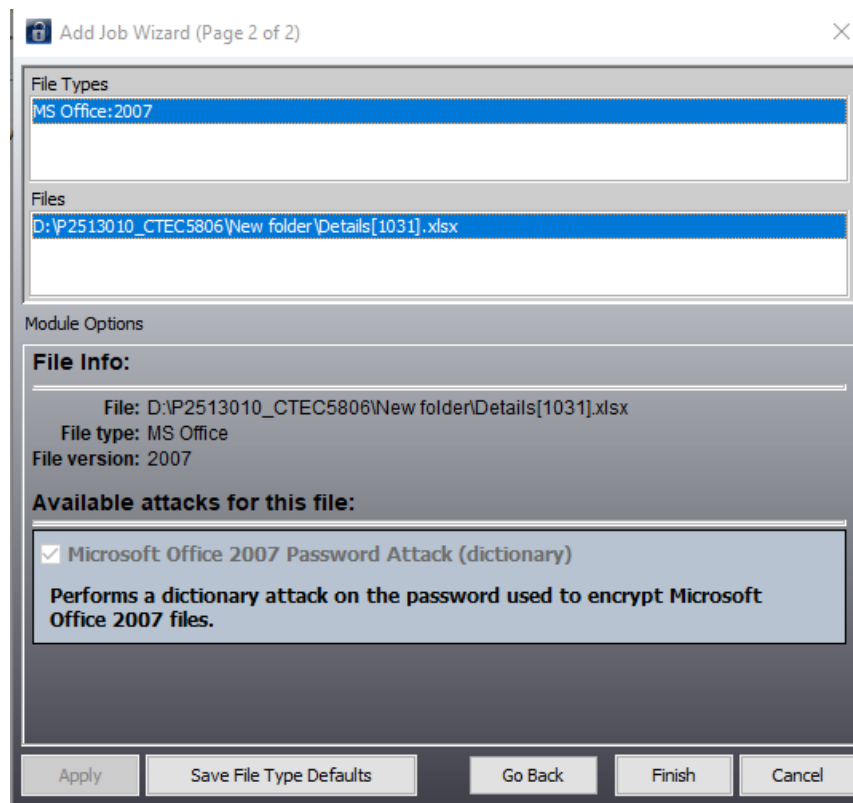 Add Job Wizard (Page 2 of 2)
File Types
MS Office:2007
Files
D:\P2513010_CTEC5806\New folder\Details[1031].xlsx
Module Options
File Info:
File: D:\P2513010_CTEC5806\New folder\Details[1031].xlsx
File type: MS Office
File version: 2007
Available attacks for this file:
Microsoft Office 2007 Password Attack (dictionary)
Performs a dictionary attack on the password used to encrypt Microsoft
Office 2007 files.
Apply Save File Type Defaults Go Back Finish Cancel